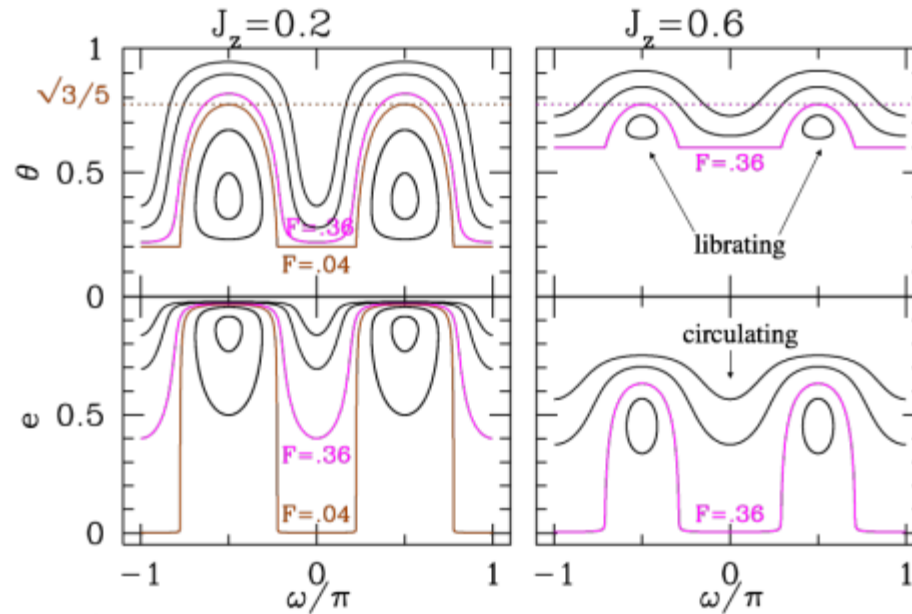 J_z=0.2
J_z=0.6
1
√3/5
θ
0.5
F=.36
F=.04
F=.36
librating
0
circulating
e
0.5
F=.36
F=.04
F=.36
0
−1 0 1
−1 0 1
ω/π
ω/π